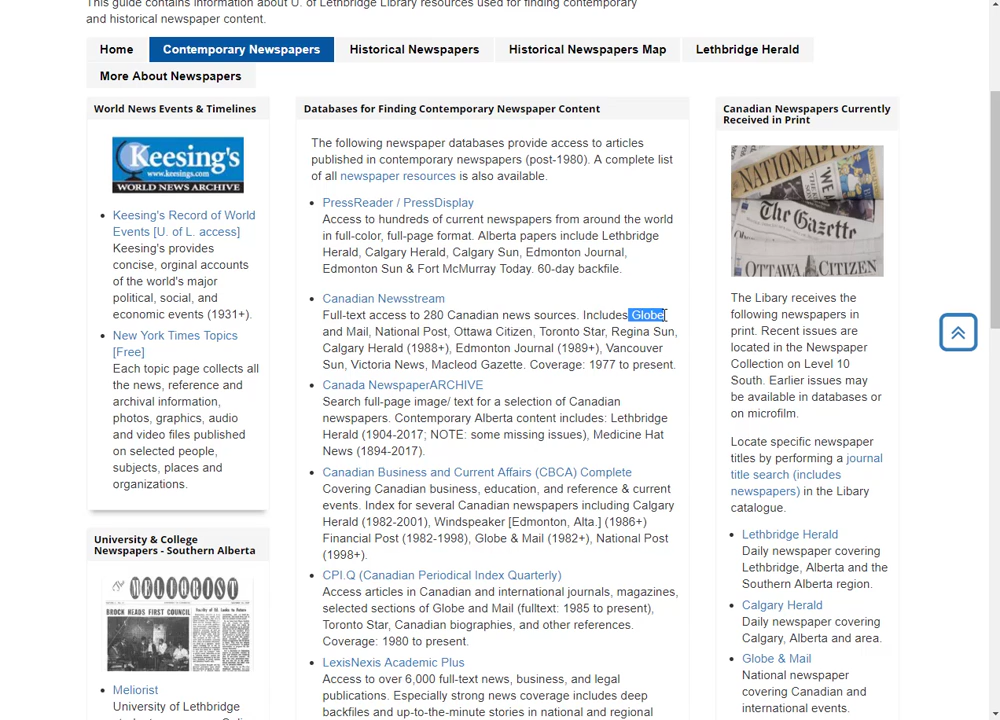 This guide contains information about U. of Lethbridge Library resources used for finding contemporary
and historical newspaper content.
Home
Contemporary Newspapers
Historical Newspapers
Historical Newspapers Map
Lethbridge Herald
More About Newspapers
World News Events & Timelines
Keesing's
www.keesings.com
WORLD NEWS ARCHIVE
Keesing's Record of World
Events [U. of L. access]
Keesing's provides
concise, orginal accounts
of the world's major
political, social, and
economic events (1931+).
New York Times Topics
[Free]
Each topic page collects all
the news, reference and
archival information,
photos, graphics, audio
and video files published
on selected people,
subjects, places and
organizations.
University & College
Newspapers - Southern Alberta
MELIORIST
BROCK HEADS FIRST COUNCIL
Meliorist
University of Lethbridge
Databases for Finding Contemporary Newspaper Content
The following newspaper databases provide access to articles
published in contemporary newspapers (post-1980). A complete list
of all newspaper resources is also available.
PressReader / PressDisplay
Access to hundreds of current newspapers from around the world
in full-color, full-page format. Alberta papers include Lethbridge
Herald, Calgary Herald, Calgary Sun, Edmonton Journal,
Edmonton Sun & Fort McMurray Today. 60-day backfile.
Canadian Newsstream
Full-text access to 280 Canadian news sources. Includes Globe
and Mail, National Post, Ottawa Citizen, Toronto Star, Regina Sun,
Calgary Herald (1988+), Edmonton Journal (1989+), Vancouver
Sun, Victoria News, Macleod Gazette. Coverage: 1977 to present.
Canada NewspaperARCHIVE
Search full-page image/ text for a selection of Canadian
newspapers. Contemporary Alberta content includes: Lethbridge
Herald (1904-2017; NOTE: some missing issues), Medicine Hat
News (1894-2017).
Canadian Business and Current Affairs (CBCA) Complete
Covering Canadian business, education, and reference & current
events. Index for several Canadian newspapers including Calgary
Herald (1982-2001), Windspeaker [Edmonton, Alta.] (1986+)
Financial Post (1982-1998), Globe & Mail (1982+), National Post
(1998+).
CPI.Q (Canadian Periodical Index Quarterly)
Access articles in Canadian and international journals, magazines,
selected sections of Globe and Mail (fulltext: 1985 to present),
Toronto Star, Canadian biographies, and other references.
Coverage: 1980 to present.
LexisNexis Academic Plus
Access to over 6,000 full-text news, business, and legal
publications. Especially strong news coverage includes deep
backfiles and up-to-the-minute stories in national and regional
Canadian Newspapers Currently
Received in Print
NATIONAL PO
The Gazette
OTTAWA CITIZEN
The Libary receives the
following newspapers in
print. Recent issues are
located in the Newspaper
Collection on Level 10
South. Earlier issues may
be available in databases or
on microfilm.
Locate specific newspaper
titles by performing a journal
title search (includes
newspapers) in the Libary
catalogue.
Lethbridge Herald
Daily newspaper covering
Lethbridge, Alberta and the
Southern Alberta region.
Calgary Herald
Daily newspaper covering
Calgary, Alberta and area.
Globe & Mail
National newspaper
covering Canadian and
international events.